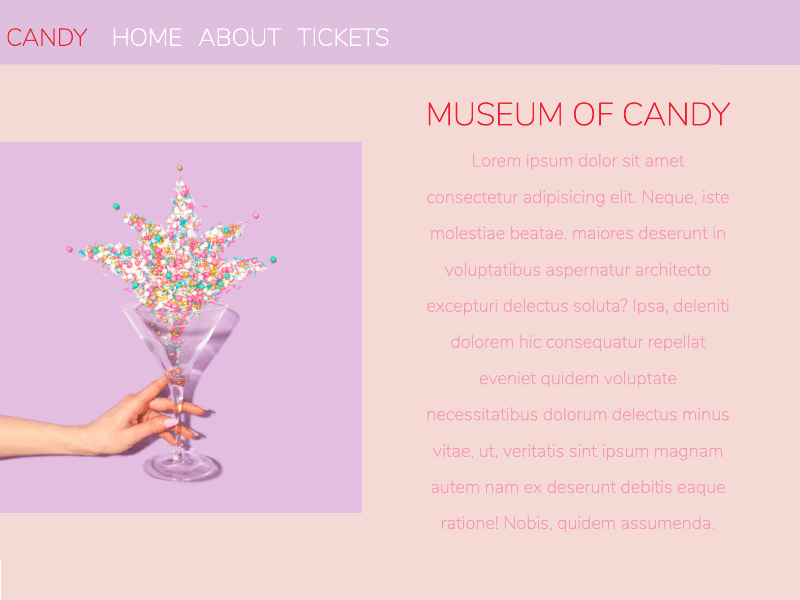 CANDY HOME ABOUT TICKETS
MUSEUM OF CANDY
Lorem ipsum dolor sit amet
consectetur adipisicing elit. Neque, iste
molestiae beatae, maiores deserunt in
voluptatibus aspernatur architecto
excepturi delectus soluta? Ipsa, deleniti
dolorem hic consequatur repellat
eveniet quidem voluptate
necessitatibus dolorum delectus minus
vitae, ut, veritatis sint ipsum magnam
autem nam ex deserunt debitis eaque
ratione! Nobis, quidem assumenda.